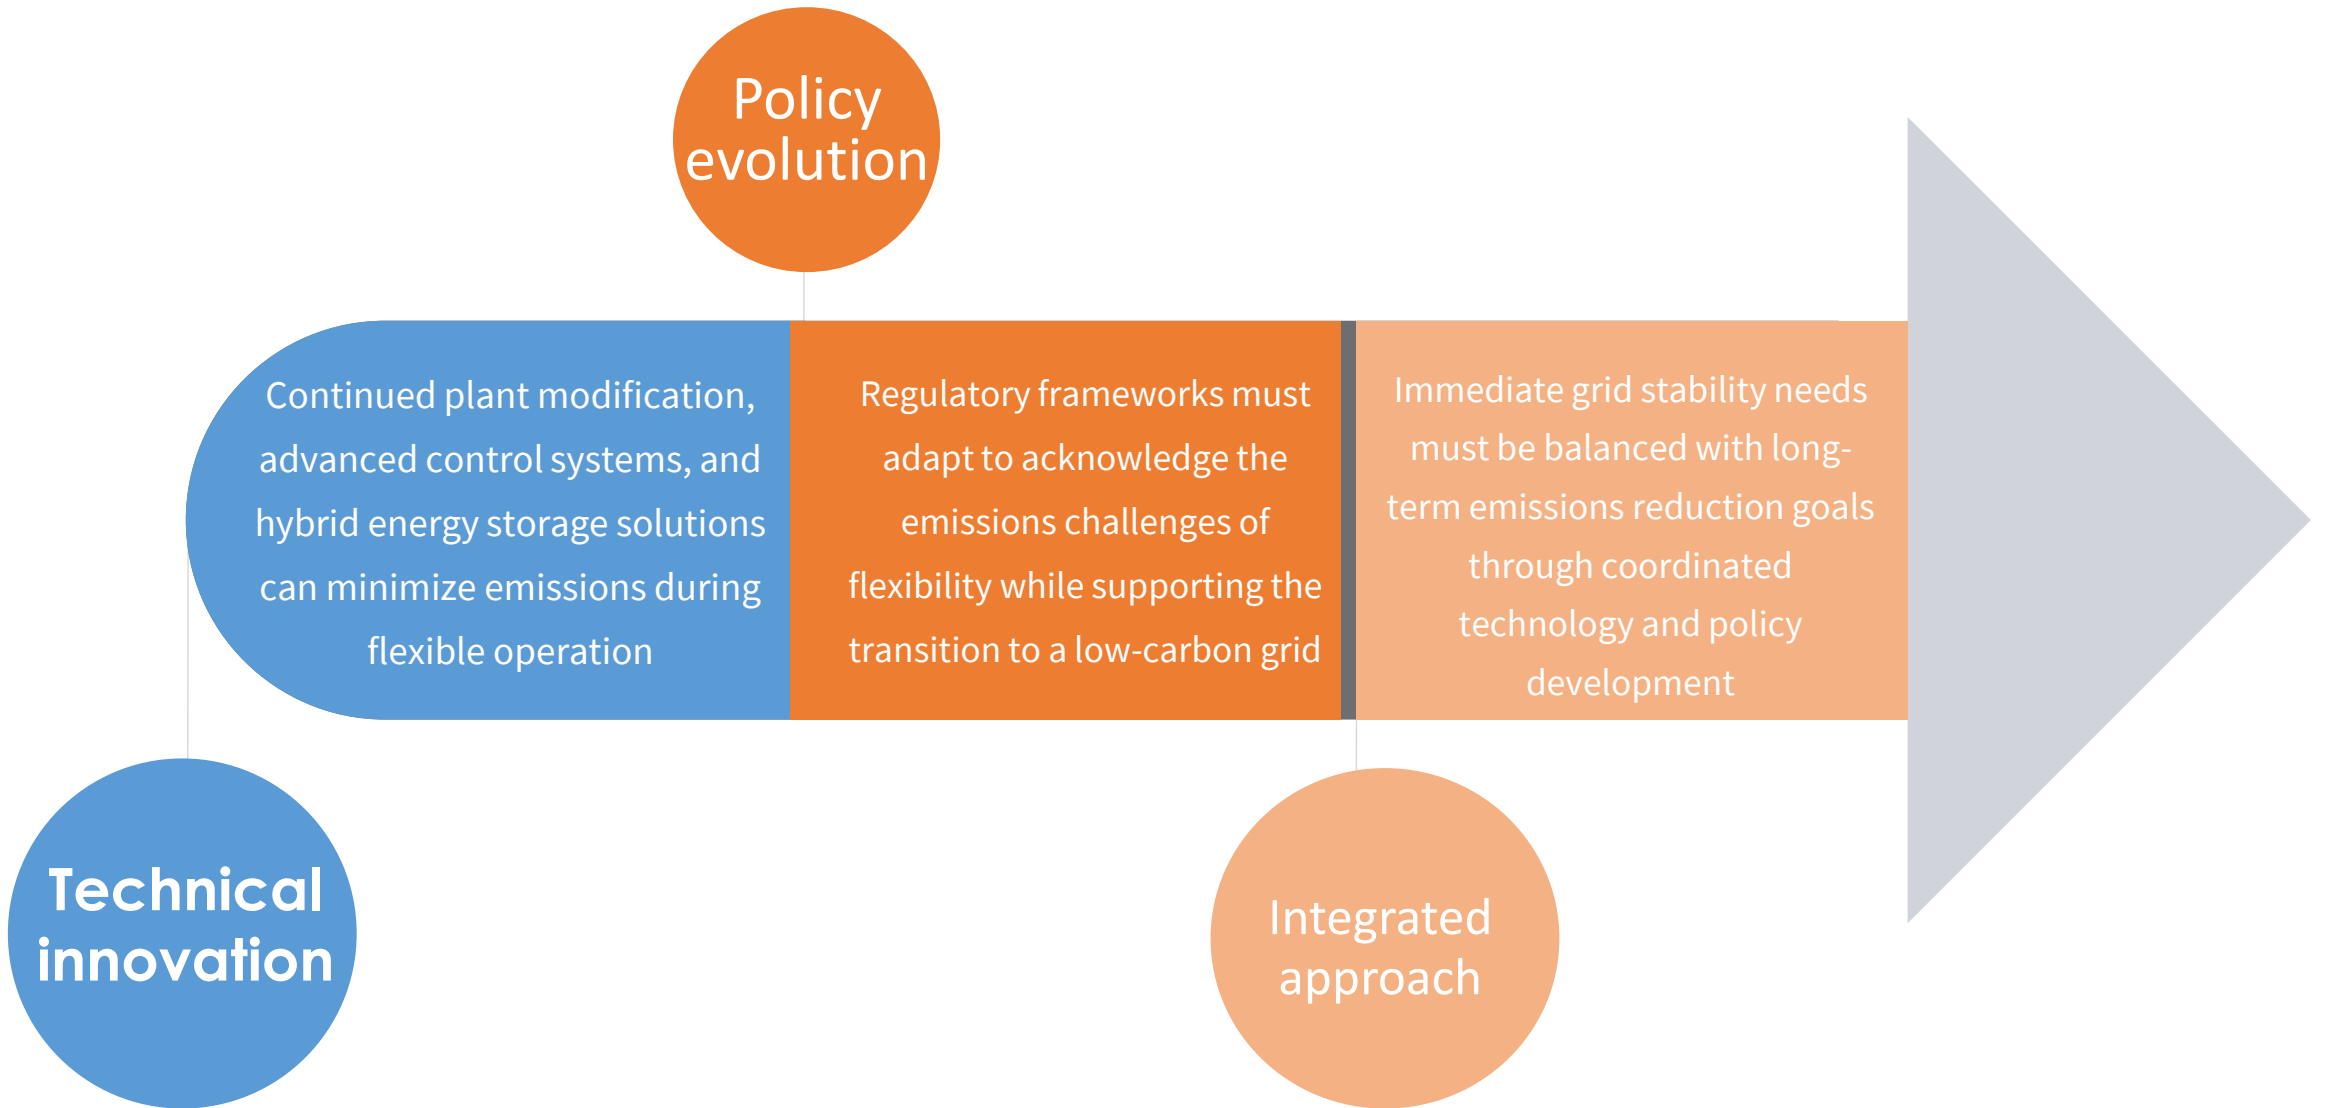 Policy
evolution
Continued plant modification,
advanced control systems, and
hybrid energy storage solutions
can minimize emissions during
flexible operation
Regulatory frameworks must
adapt to acknowledge the
emissions challenges of
flexibility while supporting the
transition to a low-carbon grid
Immediate grid stability needs
must be balanced with long-
term emissions reduction goals
through coordinated
technology and policy
development
Technical
innovation
Integrated
approach